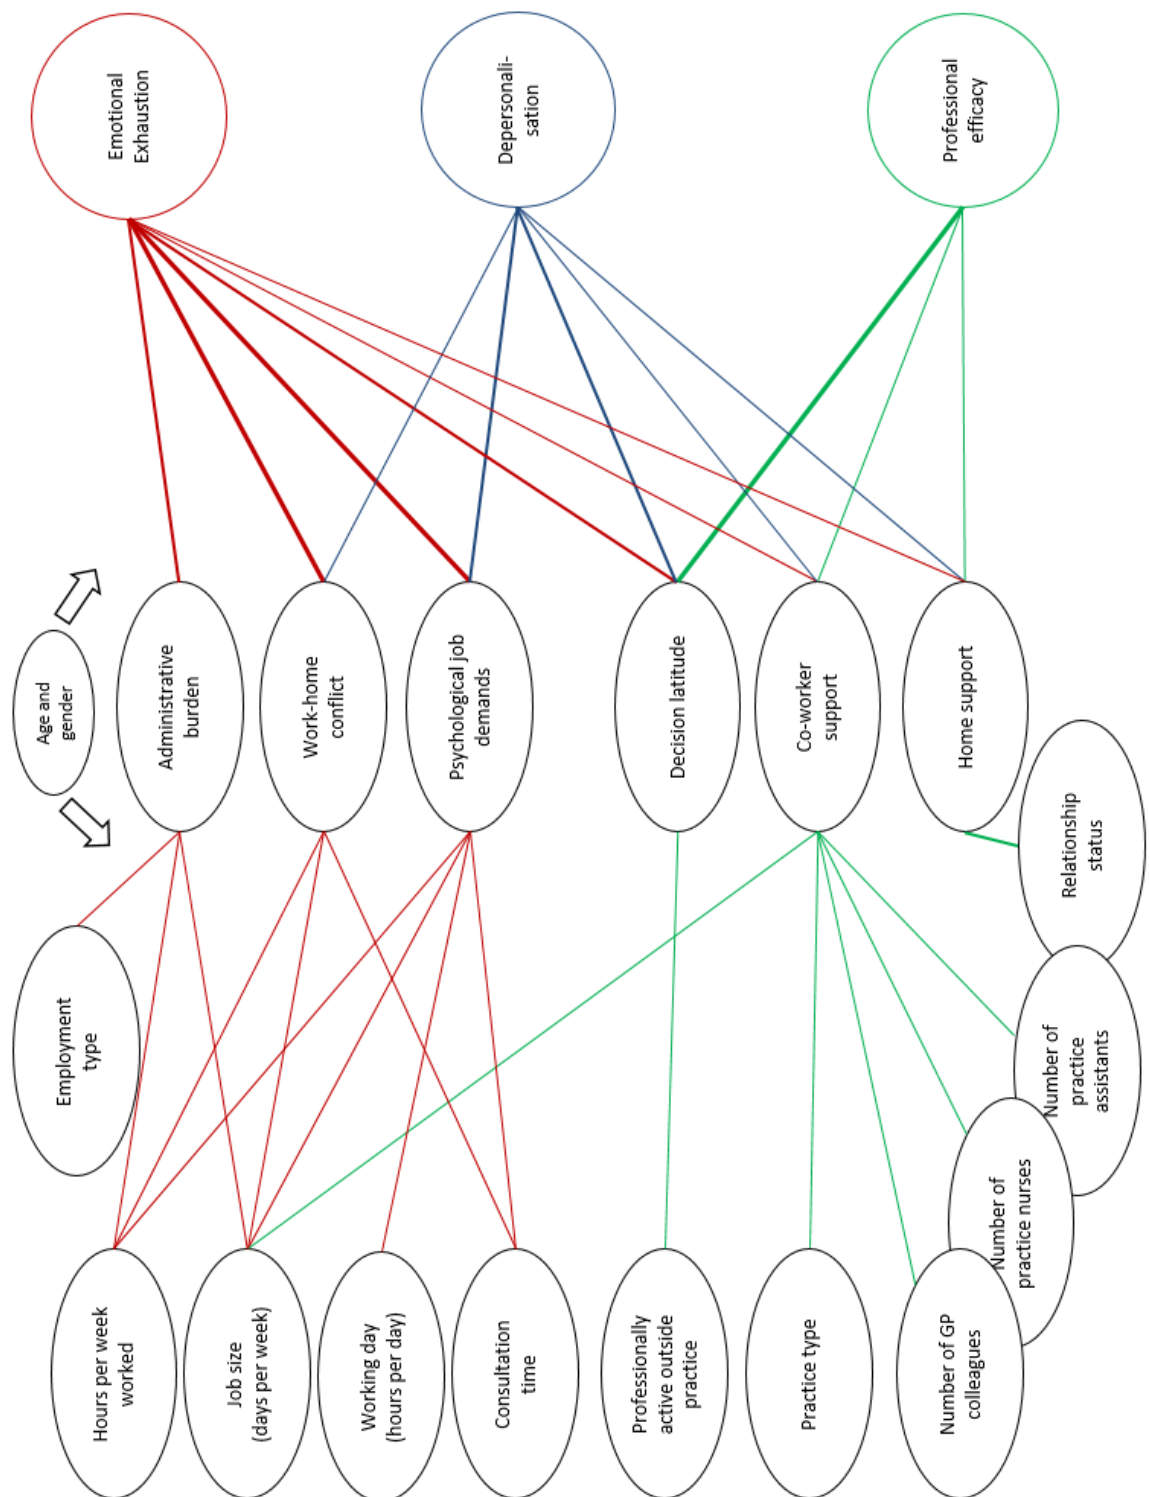 Emotional
Exhaustion
Depersonali-
sation
Professional
efficacy
Age and
gender
Administrative
burden
Work-home
conflict
Psychological job
demands
Decision latitude
Co-worker
support
Home support
Relationship
status
Employment
type
Number of
practice
assistants
Number of
practice nurses
Hours per week
worked
Job size
(days per week)
Working day
(hours per day)
Consultation
time
Professionally
active outside
practice
Practice type
Number of GP
colleagues